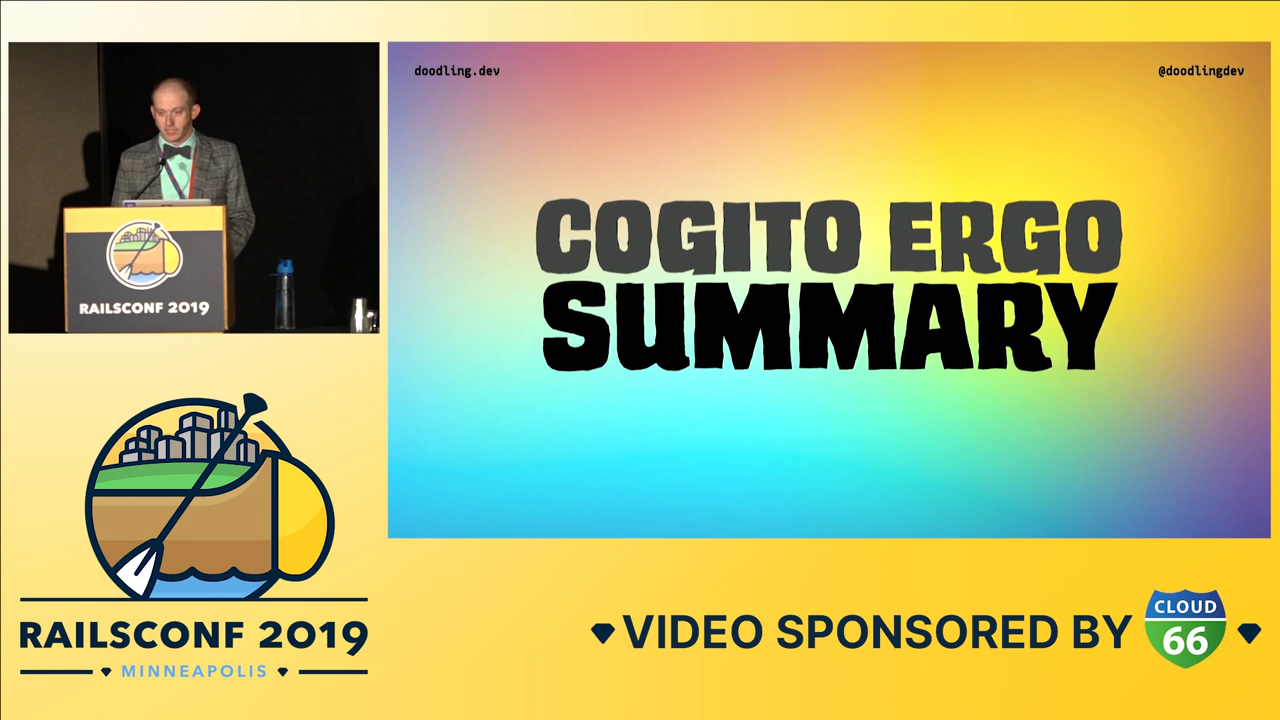 doodling.dev
@doodlingdev
COGITO ERGO
SUMMARY
RAILSCONF 2019
RAILSCONF 2019
MINNEAPOLIS
VIDEO SPONSORED BY
CLOUD
66